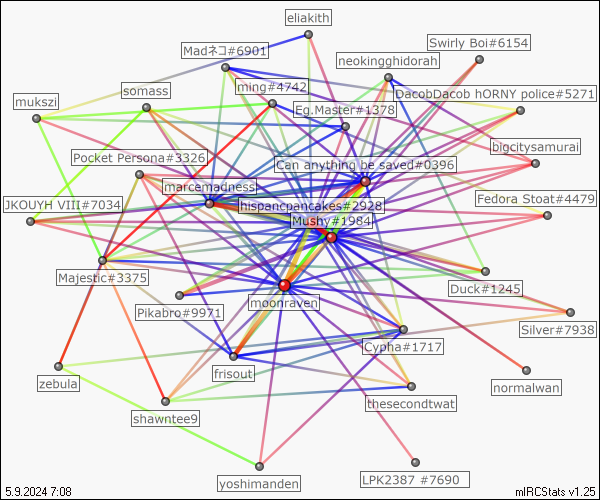 eliakith
Swirly Boi#6154
Madネコ#6901
neokingghidorah
ming#4742
DacobDacob hORNY police#5271
somass
mukszi
Eg.Master#1378
bigcitysamurai
Pocket Persona#3326
Can anything be saved#0396
marcemadness
Fedora Stoat#4479
JKOUYH VIII#7034
hispancpancakes#2928
Mushy#1984
Majestic#3375
Duck#1245
moonraven
Pikabro#9971
Silver#7938
Cypha#1717
frisout
zebula
normalwan
thesecondtwat
shawntee9
LPK2387 #7690
yoshimanden
5.9.2024 7:08
mIRCStats v1.25